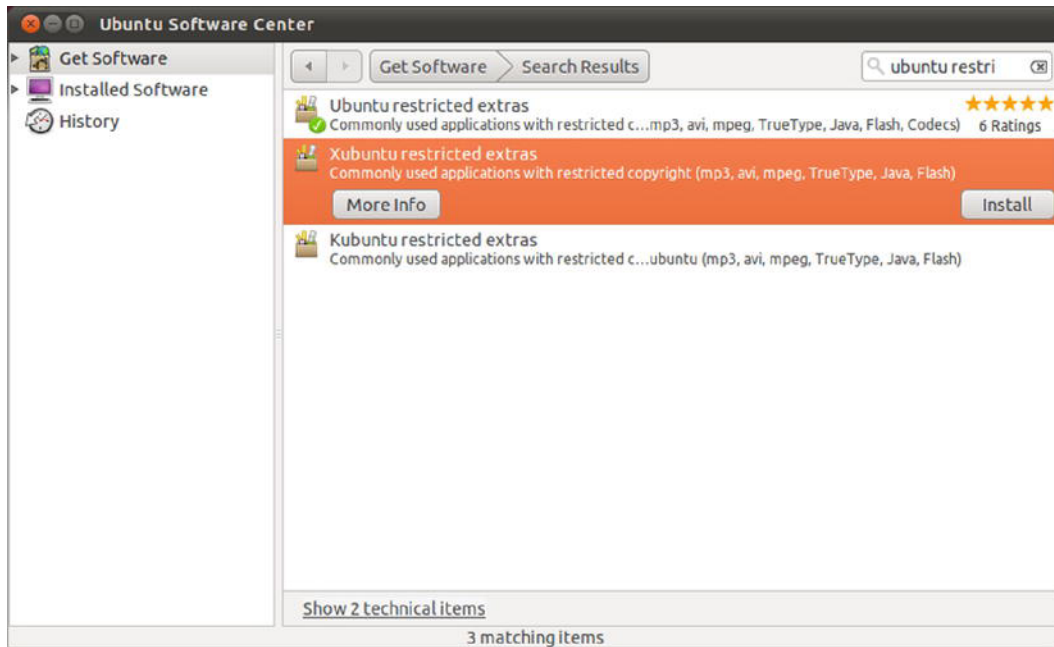 Ubuntu Software Center
Get Software
Installed Software
History
Get Software Search Results
ubuntu restri
Ubuntu restricted extras
Commonly used applications with restricted c...mp3, avi, mpeg, TrueType, Java, Flash, Codecs) 6 Ratings
Xubuntu restricted extras
Commonly used applications with restricted copyright (mp3, avi, mpeg, TrueType, Java, Flash)
More Info Install
Kubuntu restricted extras
Commonly used applications with restricted c...ubuntu (mp3, avi, mpeg, TrueType, Java, Flash)
Show 2 technical items
3 matching items